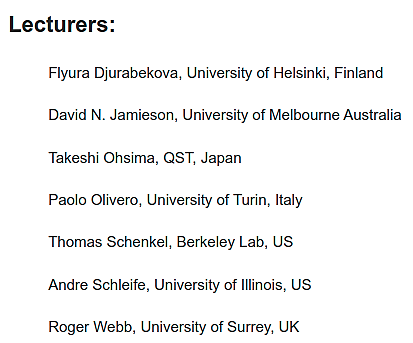 Lecturers:
Flyura Djurabekova, University of Helsinki, Finland
David N. Jamieson, University of Melbourne Australia
Takeshi Ohsima, QST, Japan
Paolo Olivero, University of Turin, Italy
Thomas Schenkel, Berkeley Lab, US
Andre Schleife, University of Illinois, US
Roger Webb, University of Surrey, UK